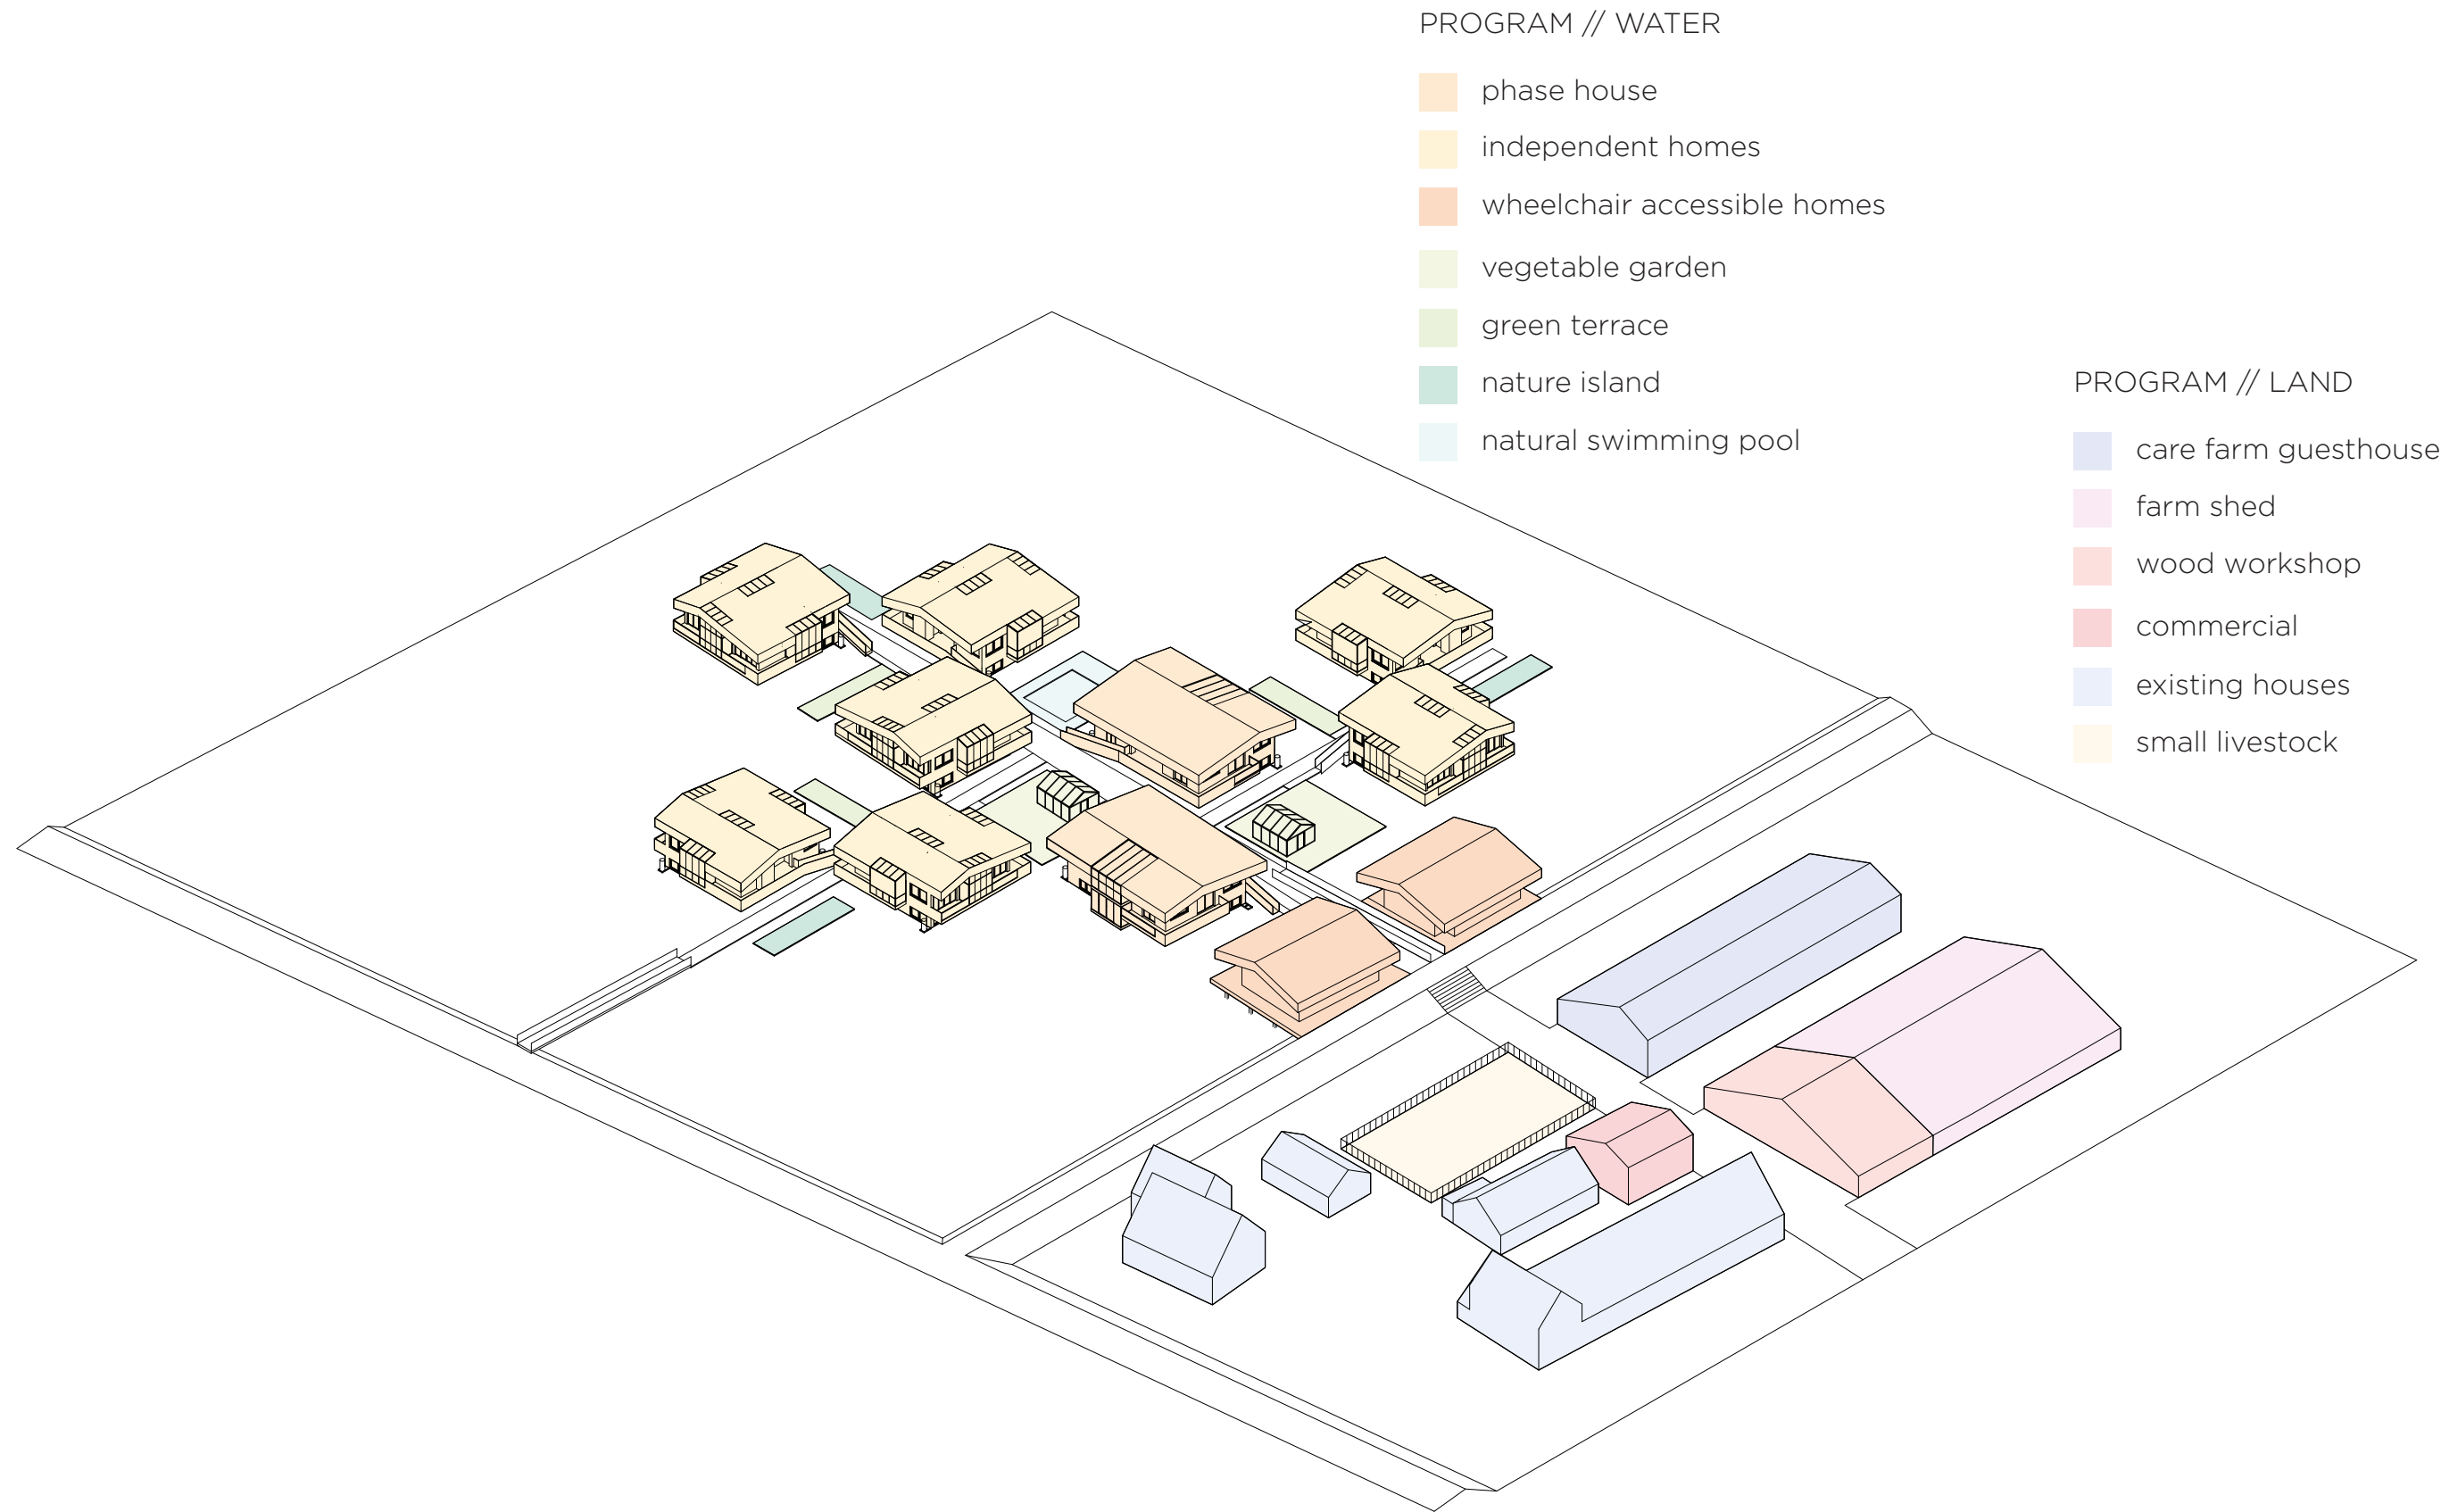 PROGRAM // WATER
phase house
independent homes
wheelchair accessible homes
vegetable garden
green terrace
nature island
natural swimming pool
PROGRAM // LAND
care farm guesthouse
farm shed
wood workshop
commercial
existing houses
small livestock